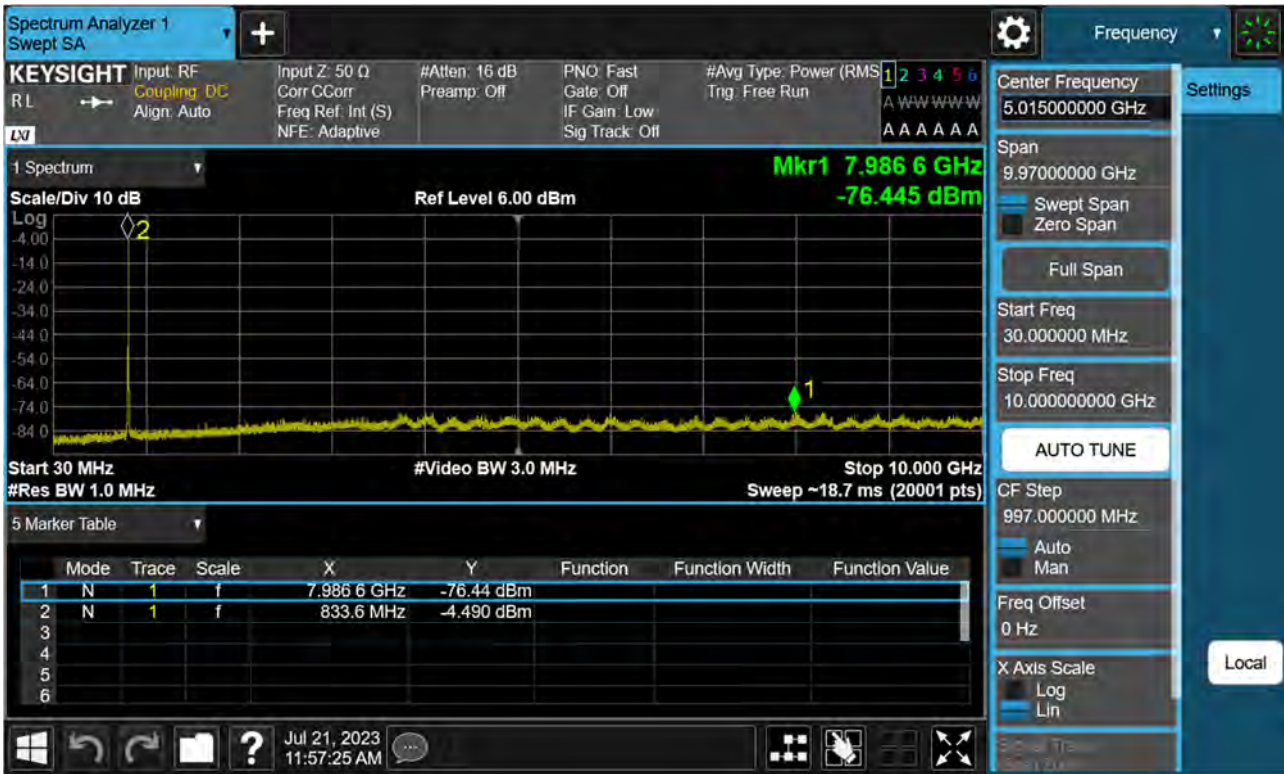 Spectrum Analyzer 1
Swept SA
+
Frequency
KEYSIGHT
RL
LXI
Input: RF
Coupling: DC
Align: Auto
Input Z: 50 Ω
Corr CCorr
Freq Ref: Int (S)
NFE: Adaptive
#Atten: 16 dB
Preamp: Off
PNO: Fast
Gate: Off
IF Gain: Low
Sig Track: Off
#Avg Type: Power (RMS
Trig: Free Run
1 2 3 4 5 6
A W W W W W
A A A A A A
1 Spectrum
Mkr1 7.986 6 GHz
-76.445 dBm
Scale/Div 10 dB
Ref Level 6.00 dBm
Log
-4.00
-14.0
-24.0
-34.0
-44.0
-54.0
-64.0
-74.0
-84.0
2
1
Start 30 MHz
#Video BW 3.0 MHz
Stop 10.000 GHz
#Res BW 1.0 MHz
Sweep ~18.7 ms (20001 pts)
5 Marker Table
Mode Trace Scale X Y Function Function Width Function Value
1 N 1 f 7.986 6 GHz -76.44 dBm
2 N 1 f 833.6 MHz -4.490 dBm
3
4
5
6
Center Frequency
5.015000000 GHz
Span
9.97000000 GHz
Swept Span
Zero Span
Full Span
Start Freq
30.000000 MHz
Stop Freq
10.000000000 GHz
AUTO TUNE
CF Step
997.000000 MHz
Auto
Man
Freq Offset
0 Hz
X Axis Scale
Log
Lin
Settings
Local
?
Jul 21, 2023
11:57:25 AM